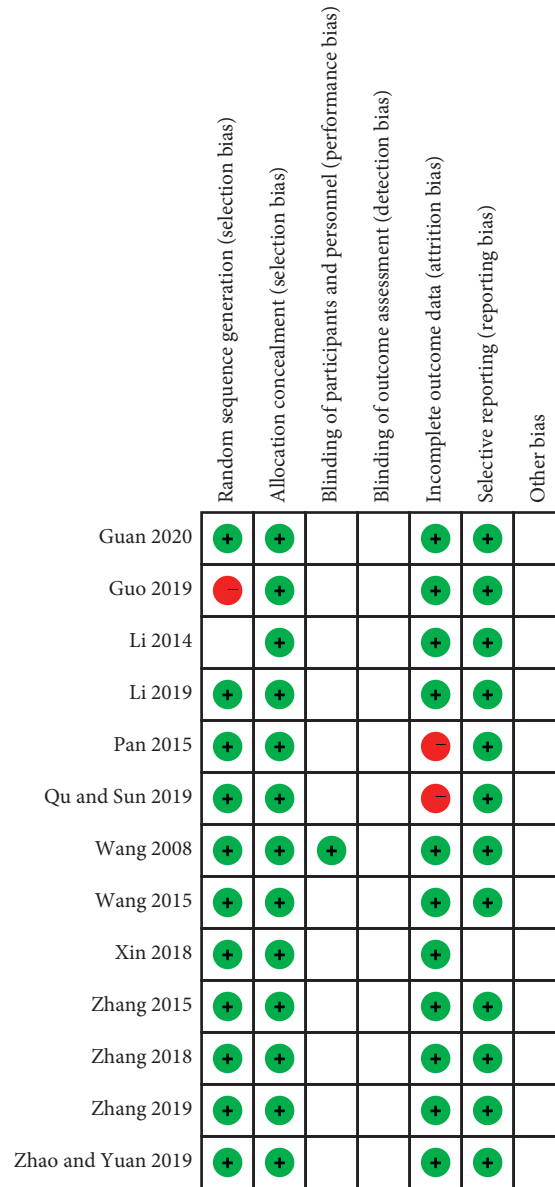 Random sequence generation (selection bias)
Allocation concealment (selection bias)
Blinding of participants and personnel (performance bias)
Blinding of outcome assessment (detection bias)
Incomplete outcome data (attrition bias)
Selective reporting (reporting bias)
Other bias
Guan 2020 + + + +
Guo 2019 – + + +
Li 2014 + + +
Li 2019 + + + +
Pan 2015 + + – +
Qu and Sun 2019 + + – +
Wang 2008 + + + + +
Wang 2015 + + + +
Xin 2018 + + +
Zhang 2015 + + + +
Zhang 2018 + + + +
Zhang 2019 + + + +
Zhao and Yuan 2019 + + + +